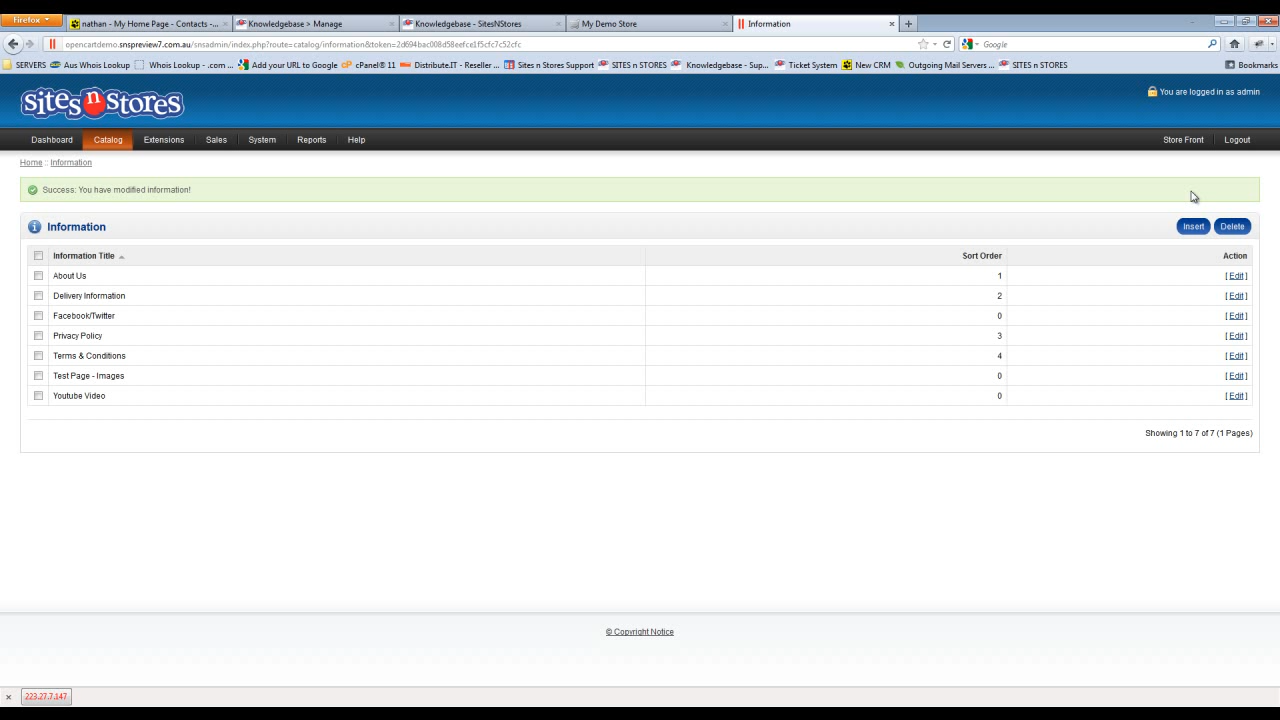 Firefox
nathan - My Home Page - Contacts -... × Knowledgebase > Manage × Knowledgebase - SitesNStores × My Demo Store × Information × +
opencartdemo.snspreview7.com.au/snsadmin/index.php?route=catalog/information&token=2d694bac008d58eefce1f5cfc7c52cfc Google
SERVERS Aus Whois Lookup Whois Lookup - .com ... Add your URL to Google cPanel® 11 Distribute.IT - Reseller ... Sites n Stores Support SITES n STORES Knowledgebase - Sup... Ticket System New CRM Outgoing Mail Servers ... SITES n STORES Bookmarks
sites n stores
You are logged in as admin
Dashboard Catalog Extensions Sales System Reports Help Store Front Logout
Home :: Information
Success: You have modified information!
Information Insert Delete
Information Title Sort Order Action
About Us 1 [ Edit ]
Delivery Information 2 [ Edit ]
Facebook/Twitter 0 [ Edit ]
Privacy Policy 3 [ Edit ]
Terms & Conditions 4 [ Edit ]
Test Page - Images 0 [ Edit ]
Youtube Video 0 [ Edit ]
Showing 1 to 7 of 7 (1 Pages)
© Copyright Notice
× 223.27.7.147